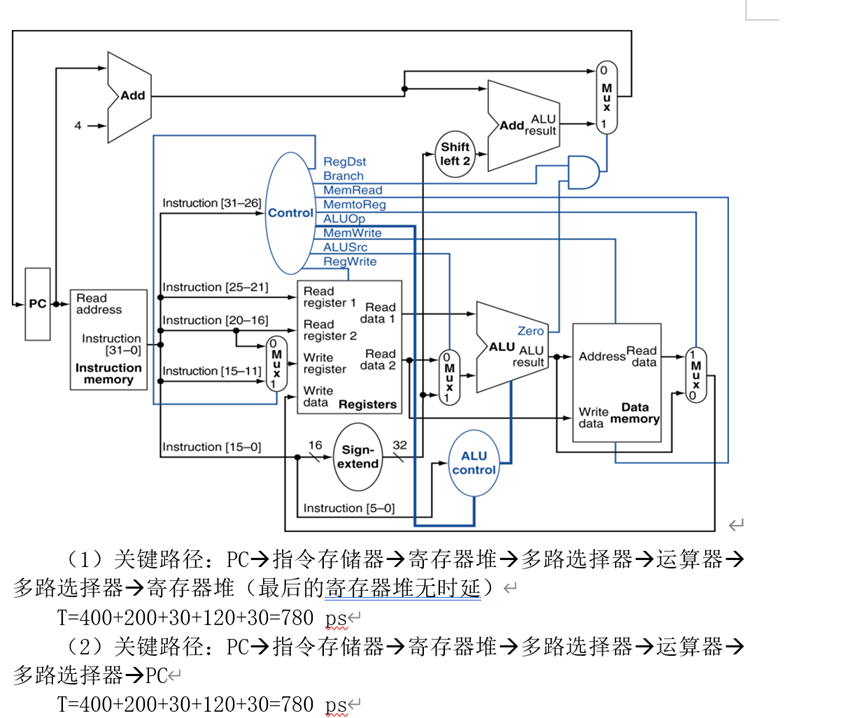 Add
4
0
Mux
1
Add ALU result
Shift left 2
RegDst
Branch
MemRead
MemtoReg
ALUOp
MemWrite
ALUSrc
RegWrite
Control
Instruction [31–26]
PC
Read address
Instruction [31–0]
Instruction memory
Instruction [25–21]
Instruction [20–16]
Instruction [15–11]
Instruction [15–0]
0
Mux
1
Read register 1
Read register 2
Write register
Write data
Read data 1
Read data 2
Registers
0
Mux
1
Zero
ALU
ALU result
Address
Read data
Write data
Data memory
1
Mux
0
16
Sign-extend
32
ALU control
Instruction [5–0]
（1）关键路径：PC→指令存储器→寄存器堆→多路选择器→运算器→
多路选择器→寄存器堆（最后的寄存器堆无时延）
T=400+200+30+120+30=780 ps
（2）关键路径：PC→指令存储器→寄存器堆→多路选择器→运算器→
多路选择器→PC
T=400+200+30+120+30=780 ps